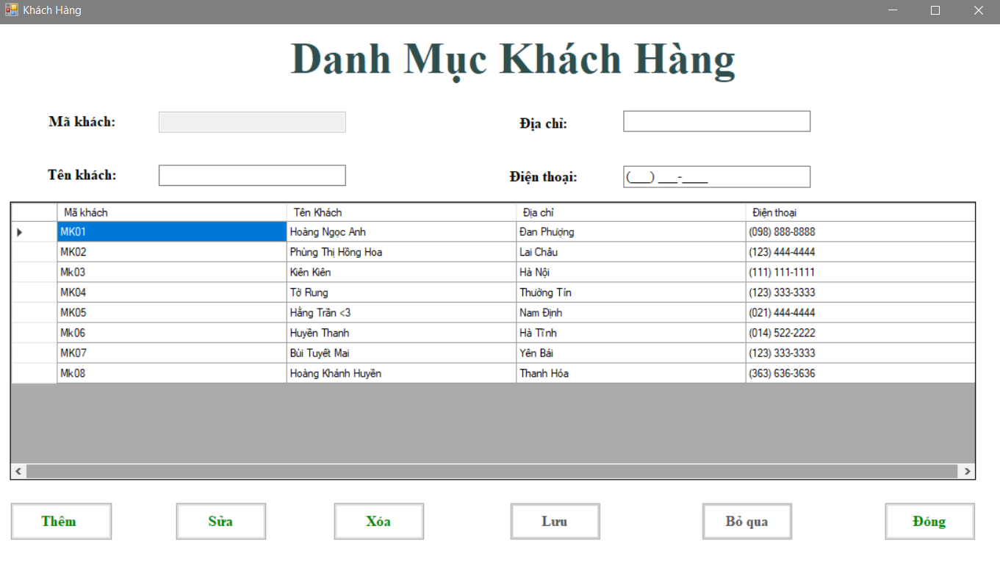 Khách Hàng
Danh Mục Khách Hàng
Mã khách: Địa chỉ:
Tên khách: Điện thoại: (___) ___-____
Mã khách Tên Khách Địa chỉ Điện thoại
MK01 Hoàng Ngọc Anh Đan Phượng (098) 888-8888
MK02 Phùng Thị Hồng Hoa Lai Châu (123) 444-4444
Mk03 Kiên Kiên Hà Nội (111) 111-1111
MK04 Tờ Rung Thường Tín (123) 333-3333
MK05 Hằng Trần <3 Nam Định (021) 444-4444
Mk06 Huyền Thanh Hà Tĩnh (014) 522-2222
MK07 Bùi Tuyết Mai Yên Bái (123) 333-3333
Mk08 Hoàng Khánh Huyền Thanh Hóa (363) 636-3636
Thêm Sửa Xóa Lưu Bỏ qua Đóng